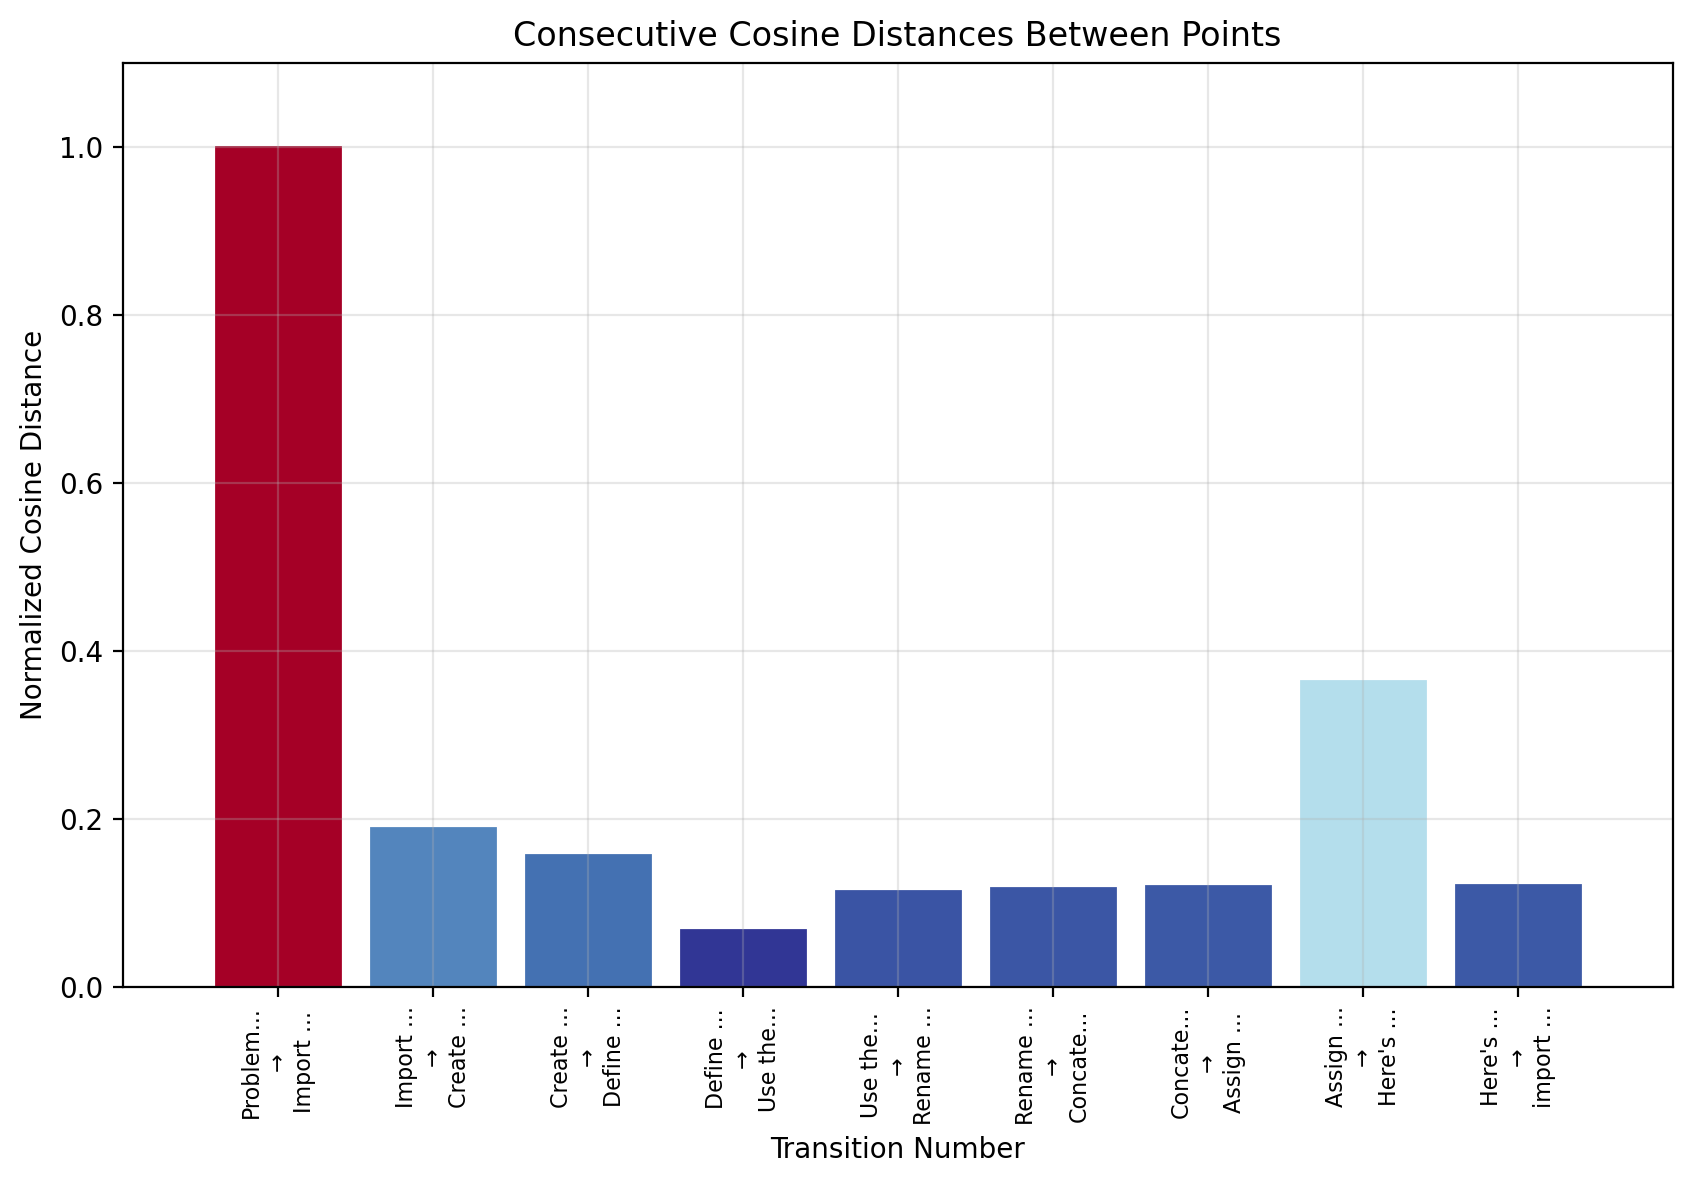 Consecutive Cosine Distances Between Points
Normalized Cosine Distance
1.0
0.8
0.6
0.4
0.2
0.0
Problem...
→
Import ...
Import ...
→
Create ...
Create ...
→
Define ...
Define ...
→
Use the...
Use the...
→
Rename ...
Rename ...
→
Concate...
Concate...
→
Assign ...
Assign ...
→
Here's ...
Here's ...
→
import ...
Transition Number